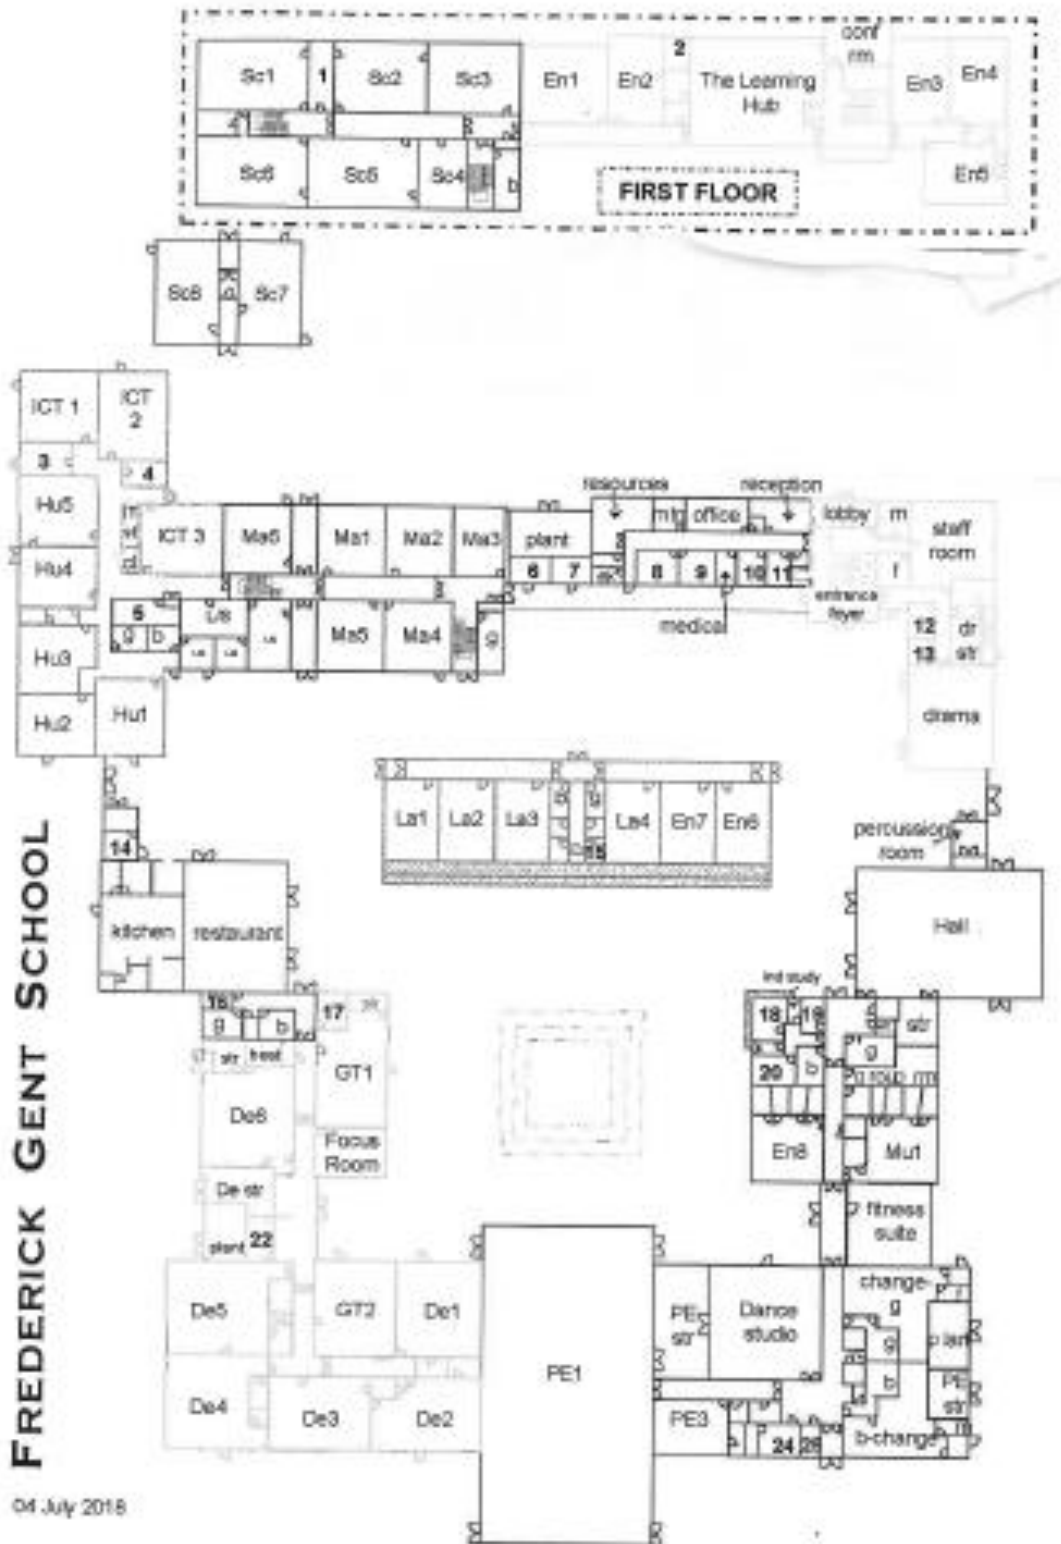 conf
rm
2
Sc1
1
Sc2
Sc3
En1
En2
The Learning
Hub
En3
En4
Sc6
Sc5
Sc4
b
En5
FIRST FLOOR
Sc8
Sc7
ICT 1
ICT
2
3
4
Hu5
resources
reception
mtg
office
lobby
m
staff
room
ICT 3
Ma6
Ma1
Ma2
Ma3
plant
6
7
8
9
10
11
f
Hu4
entrance
foyer
medical
5
g
b
Ma5
Ma4
g
12
13
dr
str
Hu3
Hu2
Hu1
drama
La1
La2
La3
La4
En7
En6
14
percussion
room
kitchen
restaurant
Hall
ind study
16
g
b
17
18
19
str
g
20
str
GT1
De6
Focus
Room
En8
Mu1
De str
plant
22
fitness
suite
De5
GT2
De1
PE1
PE
str
Dance
studio
change-
g
g
plant
De4
De3
De2
PE3
24
b
PE
str
b-change
FREDERICK GENT SCHOOL
04 July 2018